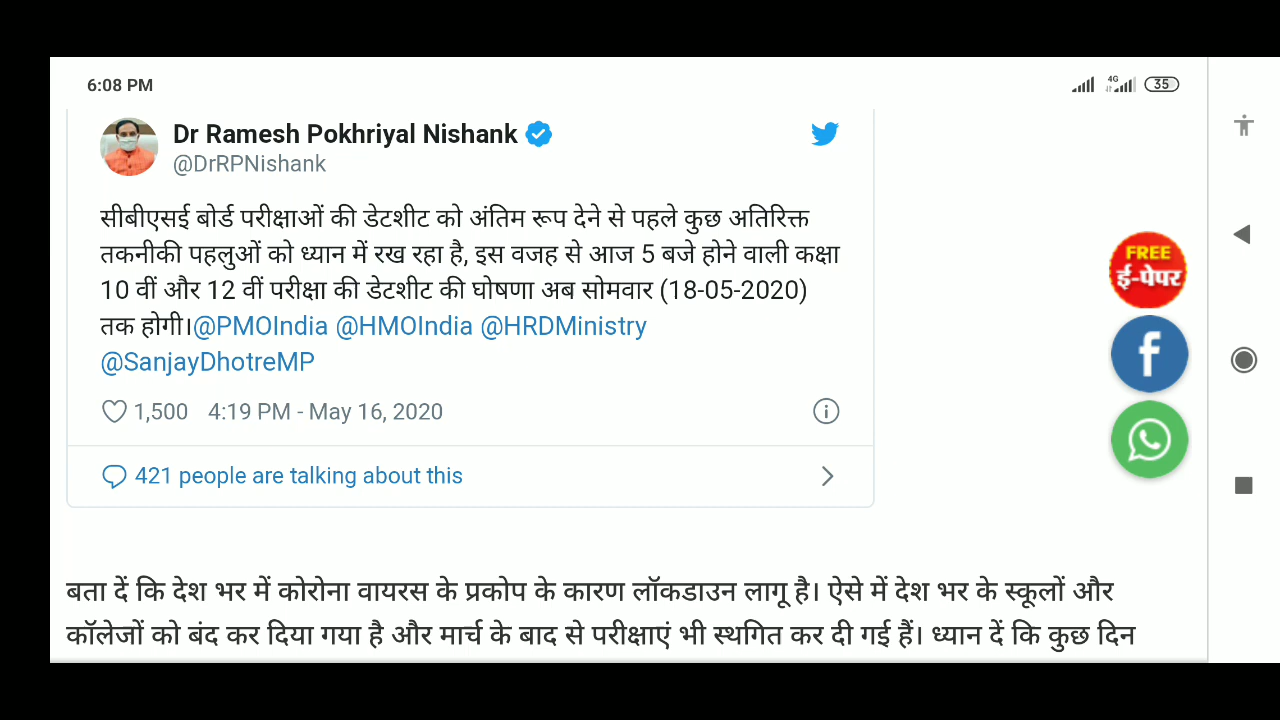 6:08 PM
4G
35
Dr Ramesh Pokhriyal Nishank
@DrRPNishank
सीबीएसई बोर्ड परीक्षाओं की डेटशीट को अंतिम रूप देने से पहले कुछ अतिरिक्त
तकनीकी पहलुओं को ध्यान में रख रहा है, इस वजह से आज 5 बजे होने वाली कक्षा
10 वीं और 12 वीं परीक्षा की डेटशीट की घोषणा अब सोमवार (18-05-2020)
तक होगी।@PMOIndia @HMOIndia @HRDMinistry
@SanjayDhotreMP
1,500 4:19 PM - May 16, 2020
421 people are talking about this
FREE
ई-पेपर
बता दें कि देश भर में कोरोना वायरस के प्रकोप के कारण लॉकडाउन लागू है। ऐसे में देश भर के स्कूलों और
कॉलेजों को बंद कर दिया गया है और मार्च के बाद से परीक्षाएं भी स्थगित कर दी गई हैं। ध्यान दें कि कुछ दिन